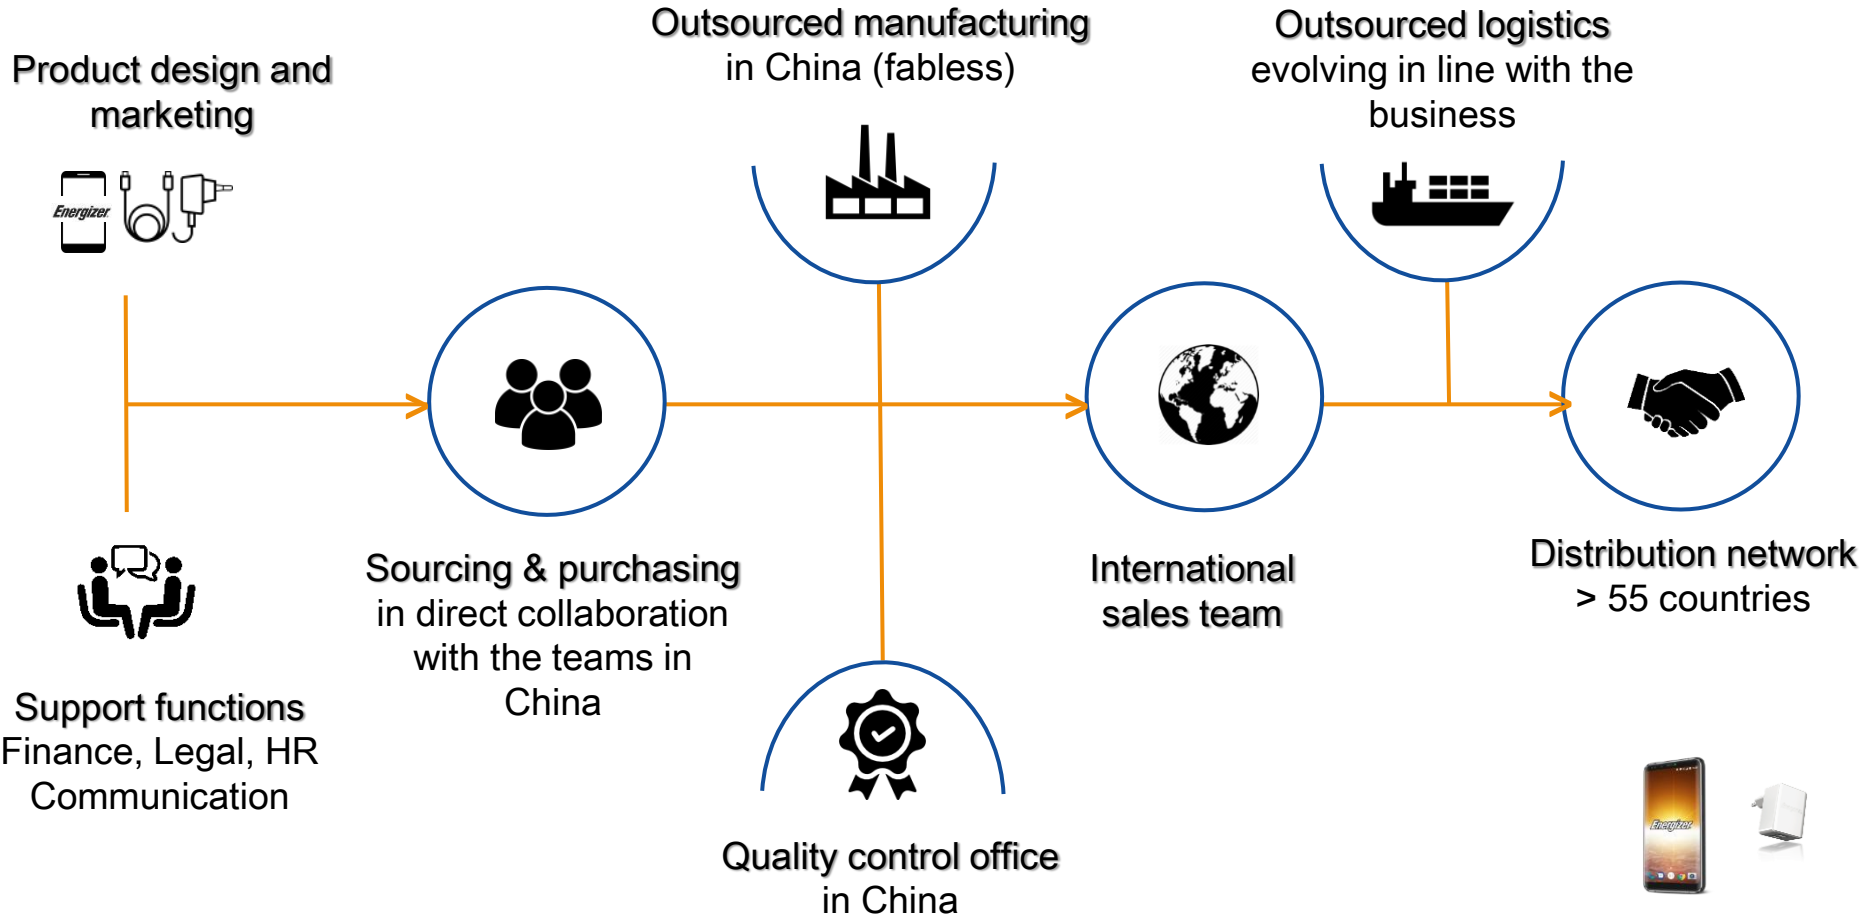 Product design and
marketing
Energizer
Support functions
Finance, Legal, HR
Communication
Sourcing & purchasing
in direct collaboration
with the teams in
China
Outsourced manufacturing
in China (fabless)
Quality control office
in China
International
sales team
Outsourced logistics
evolving in line with the
business
Distribution network
> 55 countries
Energizer